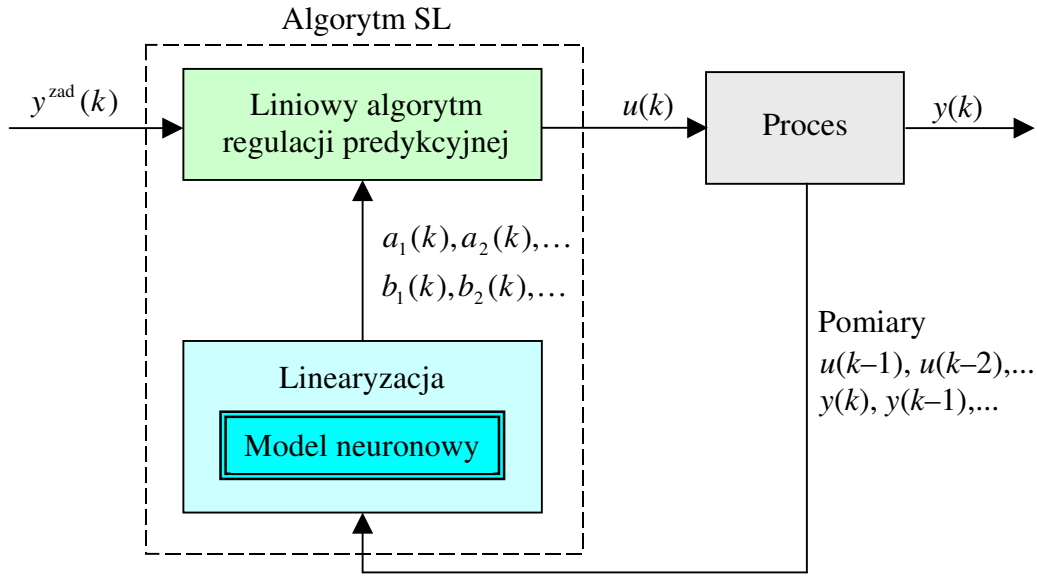 Algorytm SL
y^zad(k)
Liniowy algorytm
regulacji predykcyjnej
u(k)
Proces
y(k)
a₁(k), a₂(k),...
b₁(k), b₂(k),...
Pomiary
u(k–1), u(k–2),...
y(k), y(k–1),...
Linearyzacja
Model neuronowy